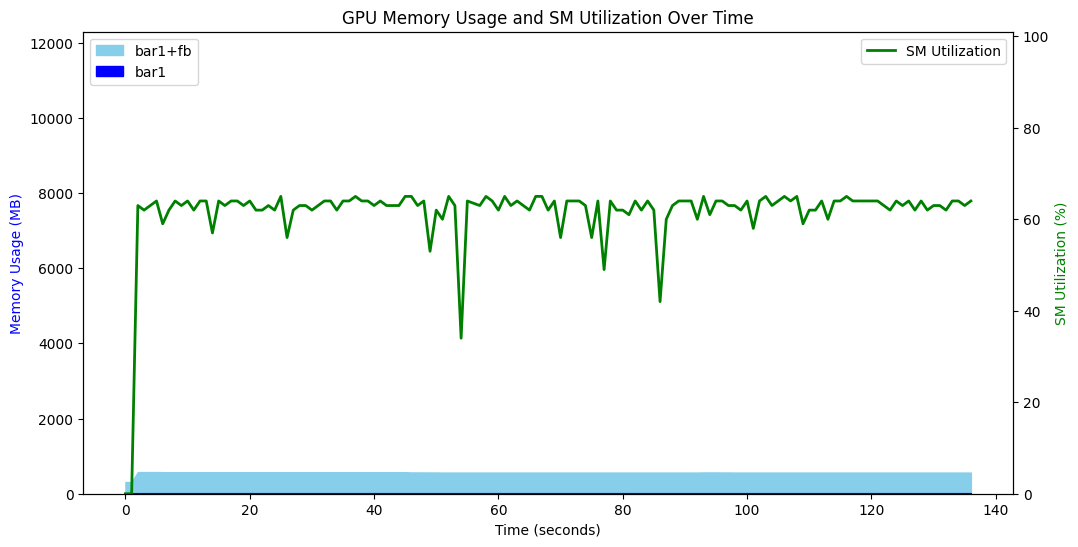 GPU Memory Usage and SM Utilization Over Time
bar1+fb
bar1
SM Utilization
Memory Usage (MB)
12000
10000
8000
6000
4000
2000
0
SM Utilization (%)
100
80
60
40
20
0
0 20 40 60 80 100 120 140
Time (seconds)